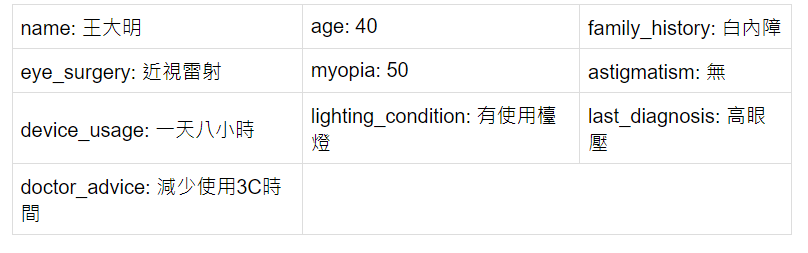 name: 王大明
age: 40
family_history: 白內障
eye_surgery: 近視雷射
myopia: 50
astigmatism: 無
device_usage: 一天八小時
lighting_condition: 有使用檯
燈
last_diagnosis: 高眼
壓
doctor_advice: 減少使用3C時
間